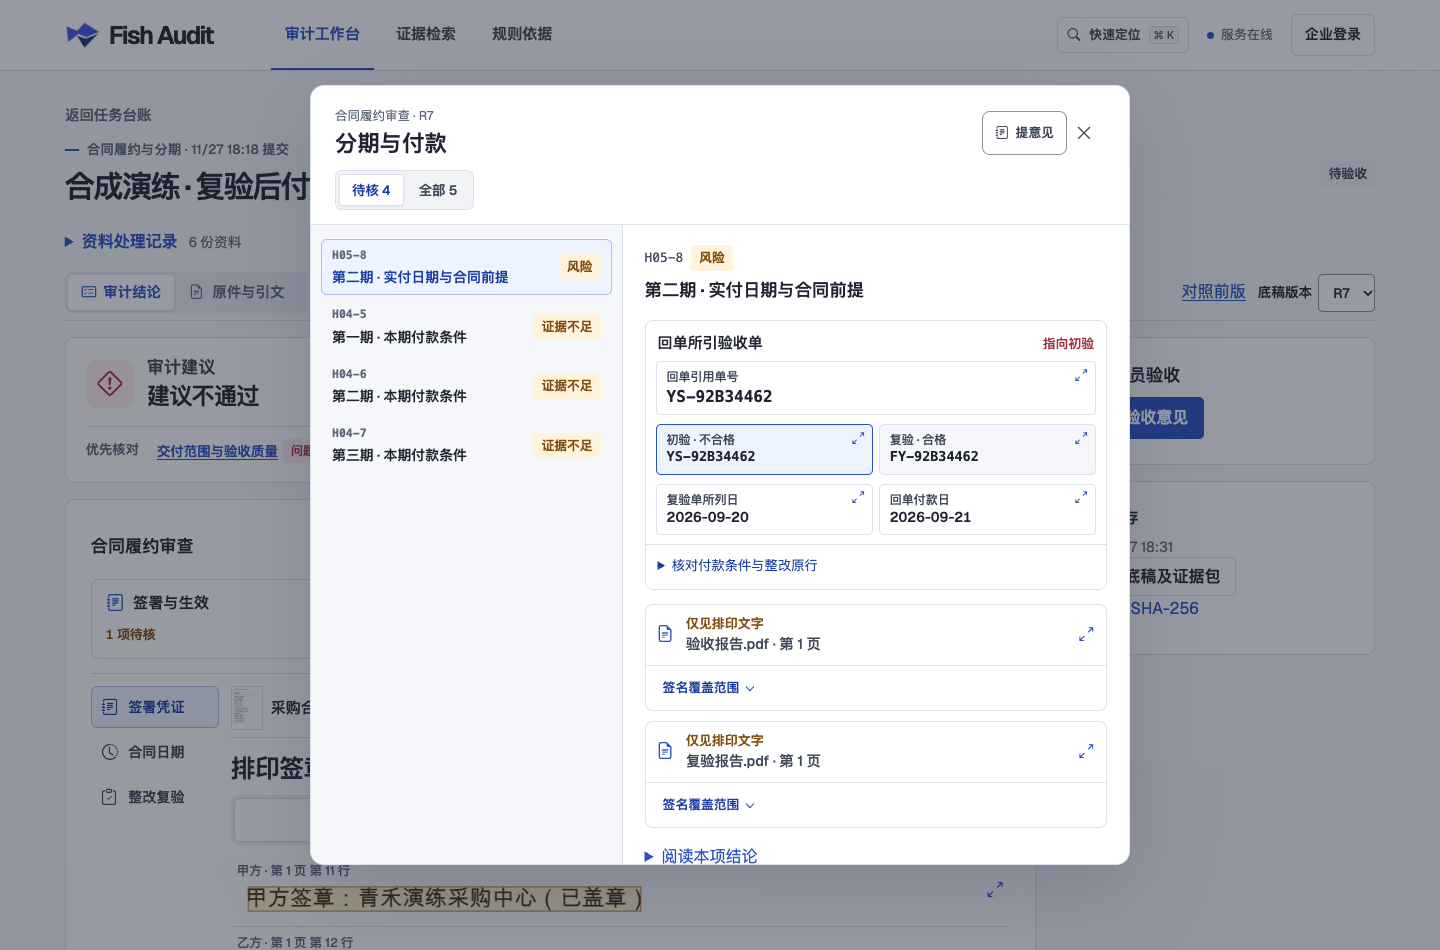 Fish Audit
审计工作台
证据检索
规则依据
快速定位 ⌘ K
服务在线
企业登录
返回任务台账
合同履约与分期 · 11/27 18:18 提交
合成演练 · 复验后付
待验收
资料处理记录 6 份资料
审计结论
原件与引文
对照前版
底稿版本
R7
审计建议
建议不通过
优先核对
交付范围与验收质量
合同履约审查
签署与生效
1 项待核
签署凭证
合同日期
整改复验
采购合
排印签章
甲方 · 第 1 页 第 11 行
甲方签章：青禾演练采购中心（已盖章）
乙方 · 第 1 页 第 12 行
员验收
验收意见
7 18:31
底稿及证据包
SHA-256
合同履约审查 · R7
分期与付款
提意见
待核 4
全部 5
H05-8
第二期 · 实付日期与合同前提
风险
H04-5
第一期 · 本期付款条件
证据不足
H04-6
第二期 · 本期付款条件
证据不足
H04-7
第三期 · 本期付款条件
证据不足
H05-8 风险
第二期 · 实付日期与合同前提
回单所引验收单
指向初验
回单引用单号
YS-92B34462
初验 · 不合格
YS-92B34462
复验 · 合格
FY-92B34462
复验单所列日
2026-09-20
回单付款日
2026-09-21
核对付款条件与整改原行
仅见排印文字
验收报告.pdf · 第 1 页
签名覆盖范围
仅见排印文字
复验报告.pdf · 第 1 页
签名覆盖范围
阅读本项结论